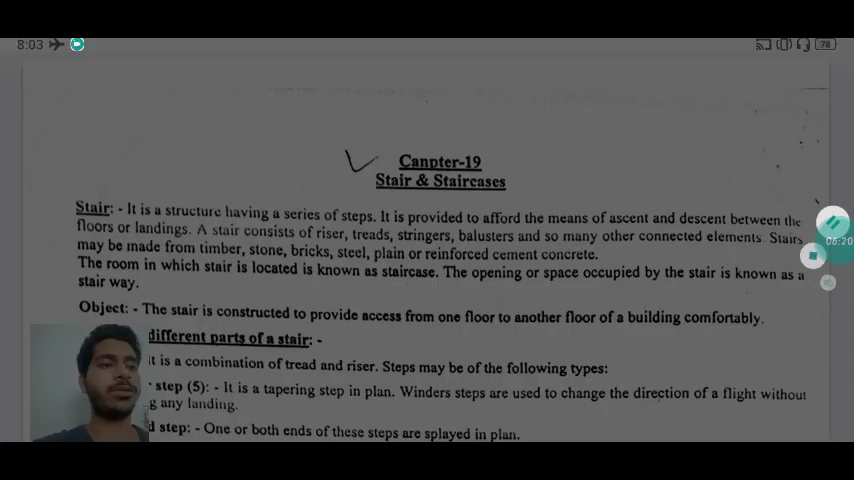 8:03
78
Canpter-19
Stair & Staircases
Stair: - It is a structure having a series of steps. It is provided to afford the means of ascent and descent between the
floors or landings. A stair consists of riser, treads, stringers, balusters and so many other connected elements. Stairs
may be made from timber, stone, bricks, steel, plain or reinforced cement concrete.
The room in which stair is located is known as staircase. The opening or space occupied by the stair is known as a
stair way.
06:20
Object: - The stair is constructed to provide access from one floor to another floor of a building comfortably.
different parts of a stair: -
It is a combination of tread and riser. Steps may be of the following types:
step (5): - It is a tapering step in plan. Winders steps are used to change the direction of a flight without
g any landing.
d step: - One or both ends of these steps are splayed in plan.